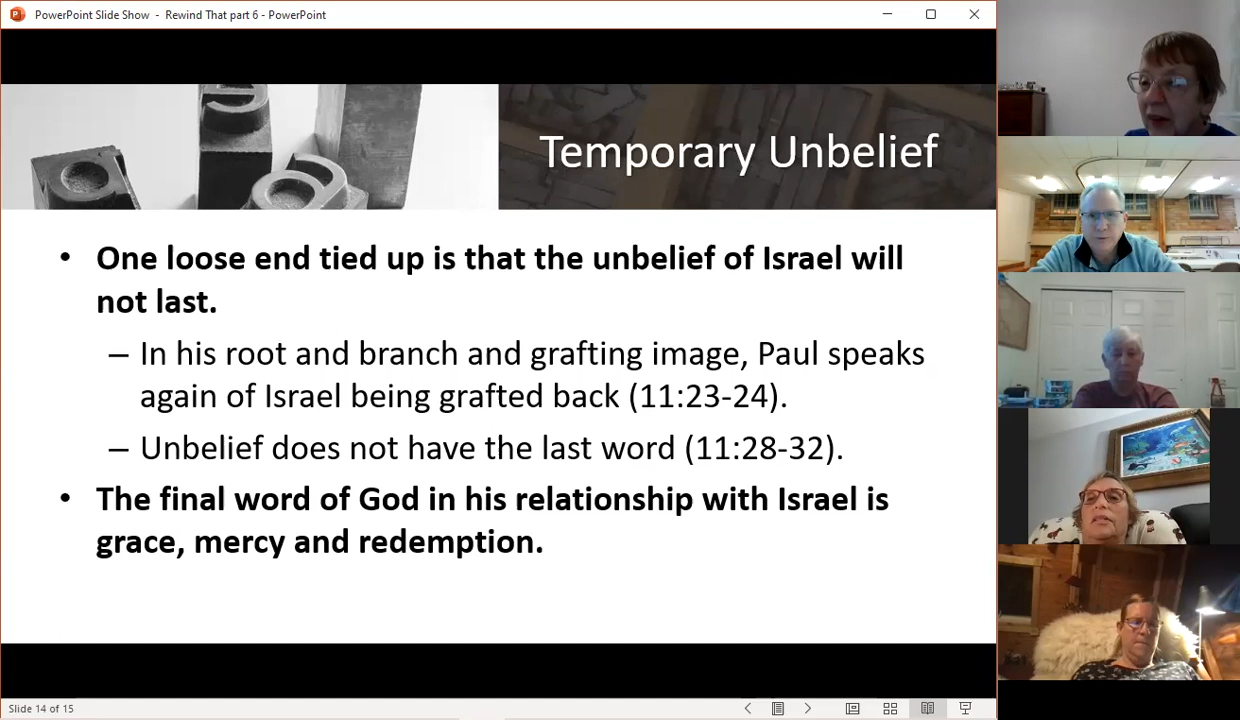 PowerPoint Slide Show - Rewind That part 6 - PowerPoint
Temporary Unbelief
• One loose end tied up is that the unbelief of Israel will
not last.
– In his root and branch and grafting image, Paul speaks
again of Israel being grafted back (11:23-24).
– Unbelief does not have the last word (11:28-32).
• The final word of God in his relationship with Israel is
grace, mercy and redemption.
Slide 14 of 15